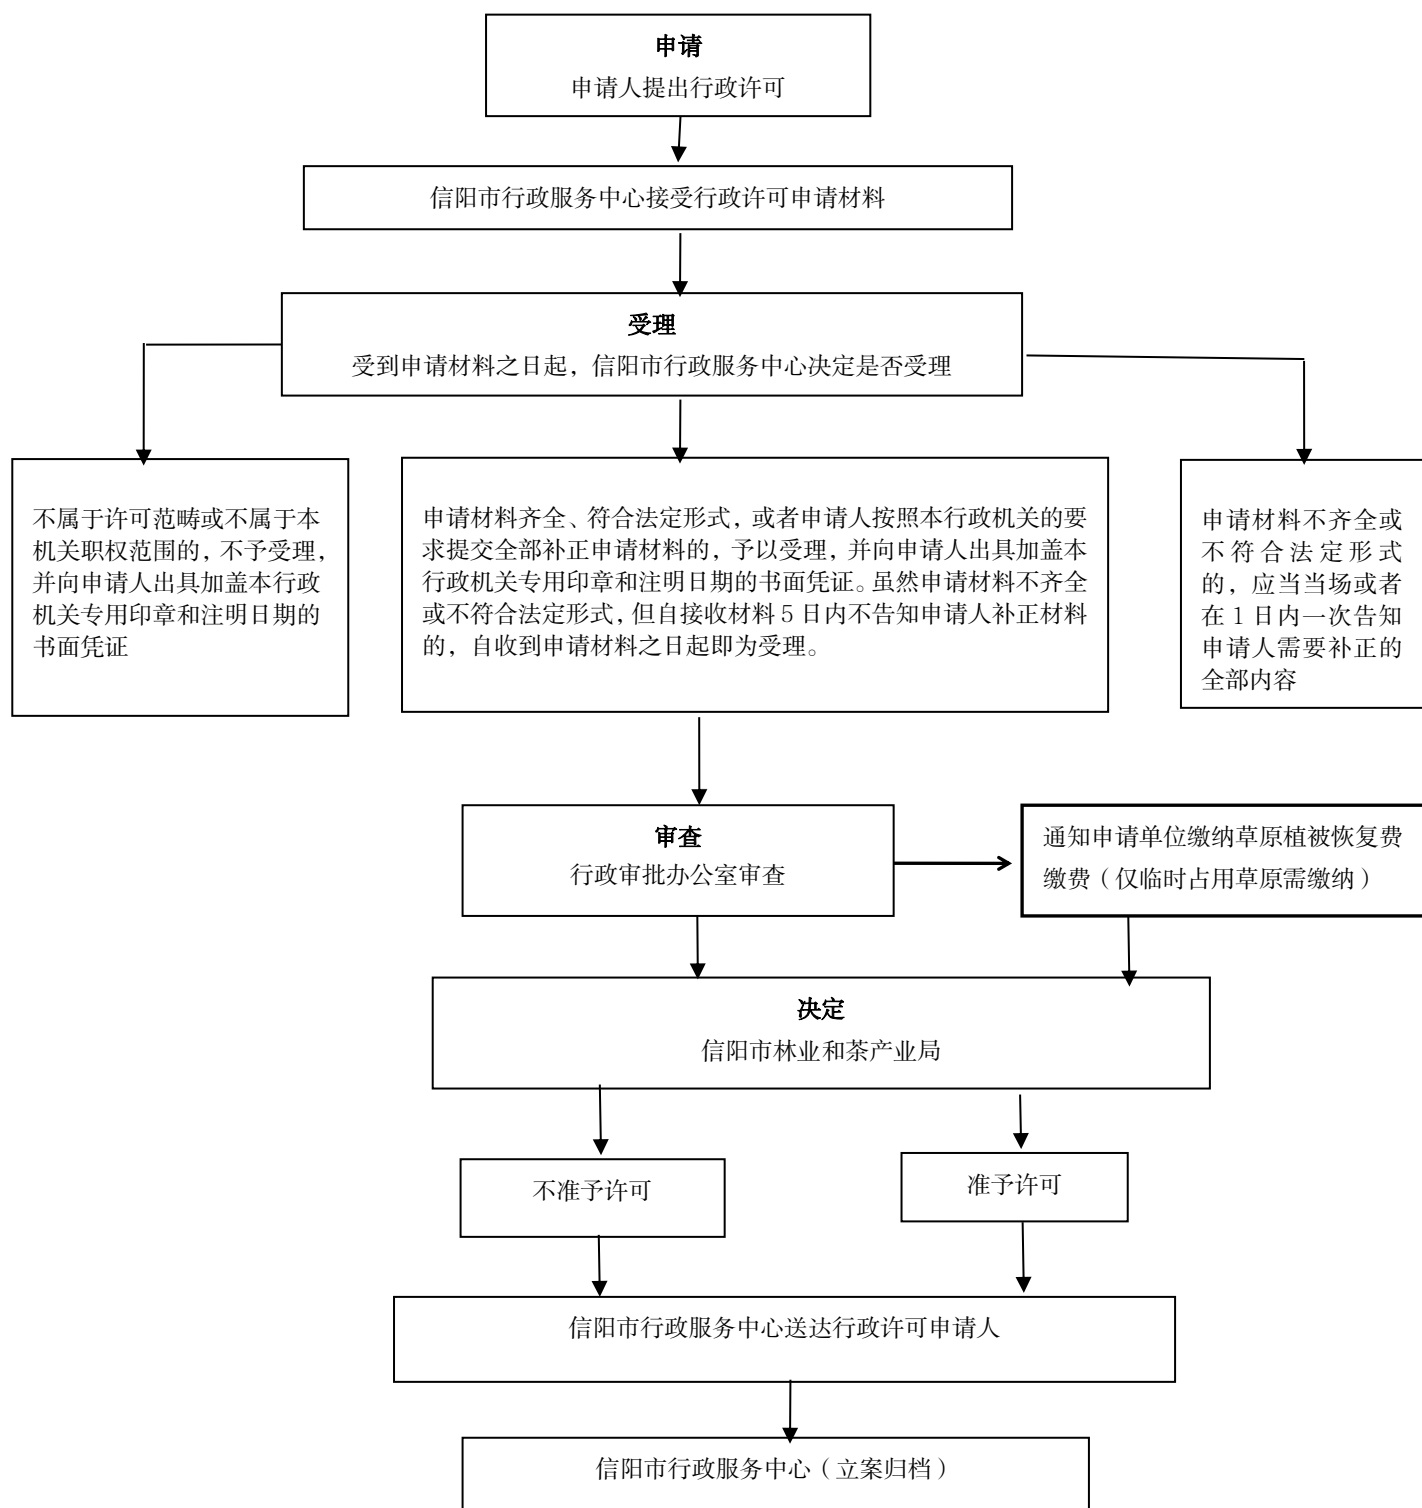 申请
申请人提出行政许可
信阳市行政服务中心接受行政许可申请材料
受理
受到申请材料之日起，信阳市行政服务中心决定是否受理
不属于许可范畴或不属于本
机关职权范围的，不予受理，
并向申请人出具加盖本行政
机关专用印章和注明日期的
书面凭证
申请材料齐全、符合法定形式，或者申请人按照本行政机关的要
求提交全部补正申请材料的，予以受理，并向申请人出具加盖本
行政机关专用印章和注明日期的书面凭证。虽然申请材料不齐全
或不符合法定形式，但自接收材料 5 日内不告知申请人补正材料
的，自收到申请材料之日起即为受理。
申请材料不齐全或
不符合法定形式
的，应当当场或者
在 1 日内一次告知
申请人需要补正的
全部内容
审查
行政审批办公室审查
通知申请单位缴纳草原植被恢复费
缴费（仅临时占用草原需缴纳）
决定
信阳市林业和茶产业局
不准予许可
准予许可
信阳市行政服务中心送达行政许可申请人
信阳市行政服务中心（立案归档）